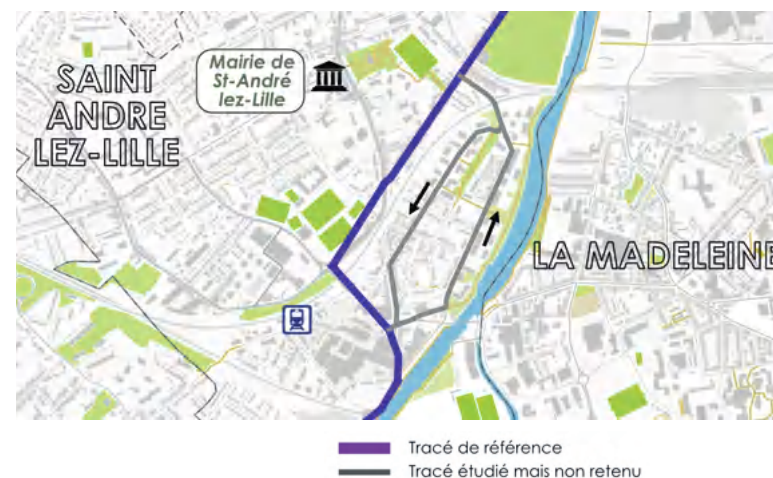 Mairie de
St-André
lez-Lille
SAINT
ANDRE
LEZ-LILLE
LA MADELEINE
Tracé de référence
Tracé étudié mais non retenu